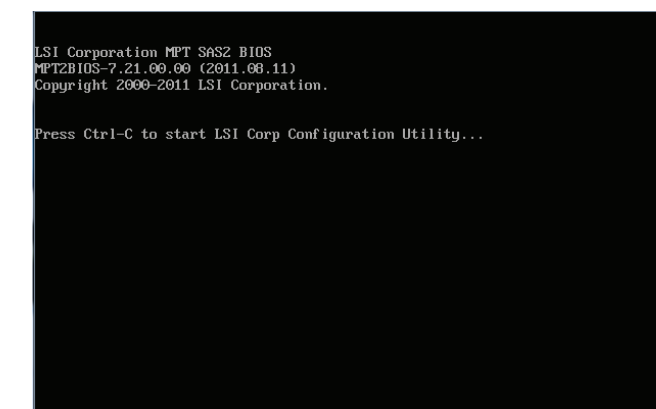 LSI Corporation MPT SAS2 BIOS
MPT2BIOS-7.21.00.00 (2011.08.11)
Copyright 2000-2011 LSI Corporation.
Press Ctrl-C to start LSI Corp Configuration Utility...